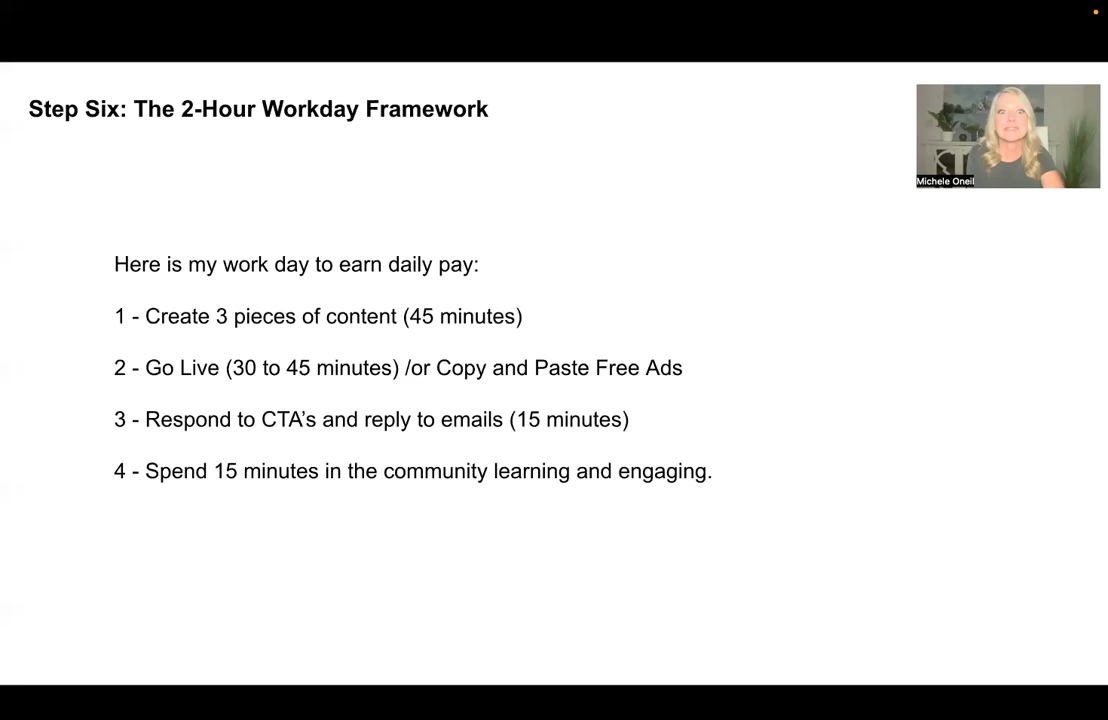 Step Six: The 2-Hour Workday Framework
Michele Oneil
Here is my work day to earn daily pay:
1 - Create 3 pieces of content (45 minutes)
2 - Go Live (30 to 45 minutes) /or Copy and Paste Free Ads
3 - Respond to CTA’s and reply to emails (15 minutes)
4 - Spend 15 minutes in the community learning and engaging.